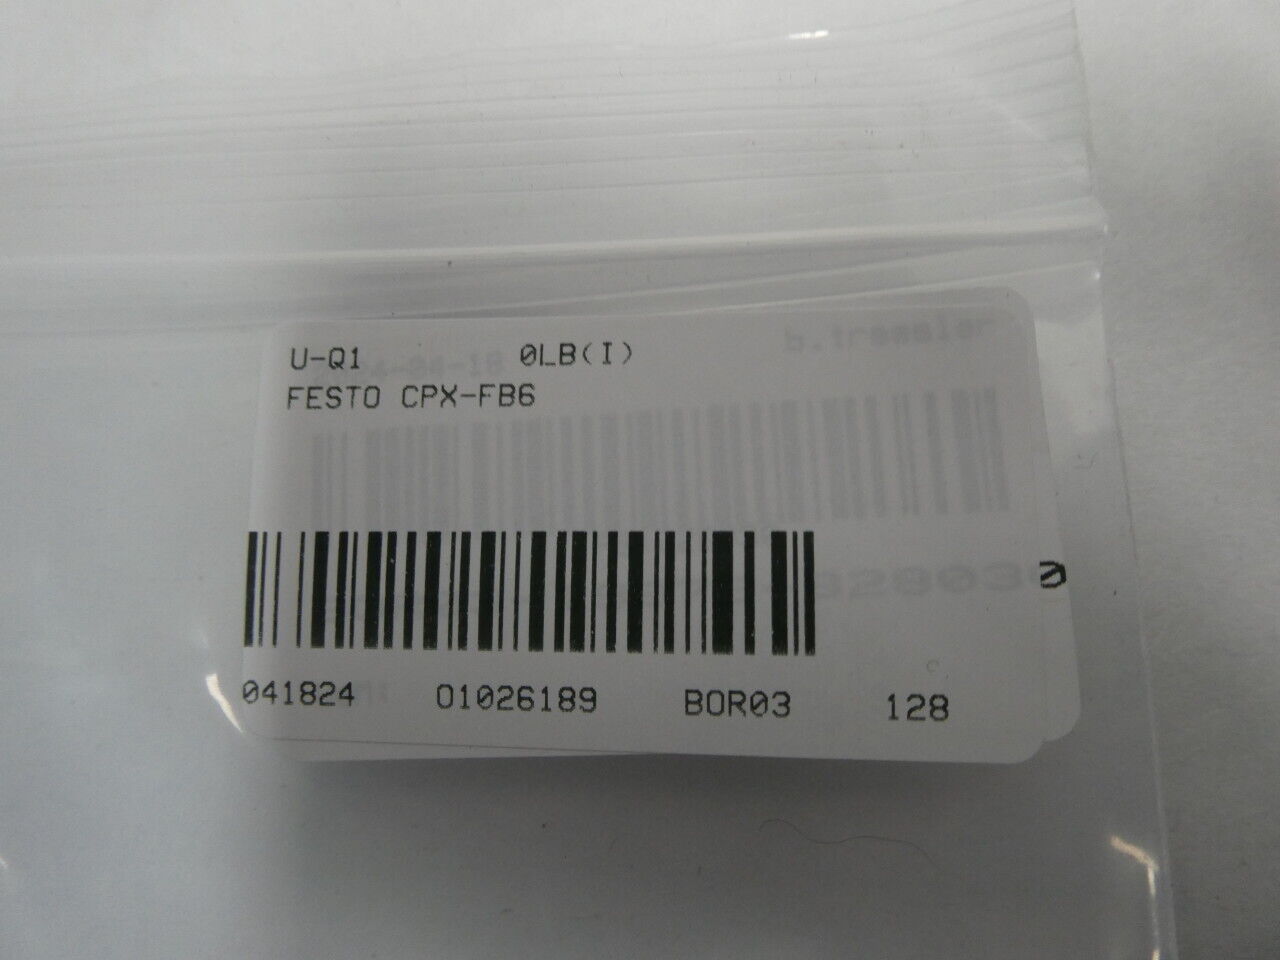 U-Q1 0LB(I)
FESTO CPX-FB6
041824 01026189 BOR03 128